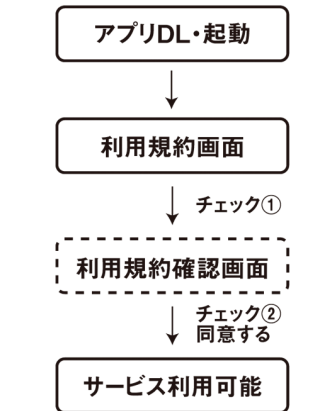 アプリDL・起動
利用規約画面
チェック①
利用規約確認画面
チェック②
同意する
サービス利用可能